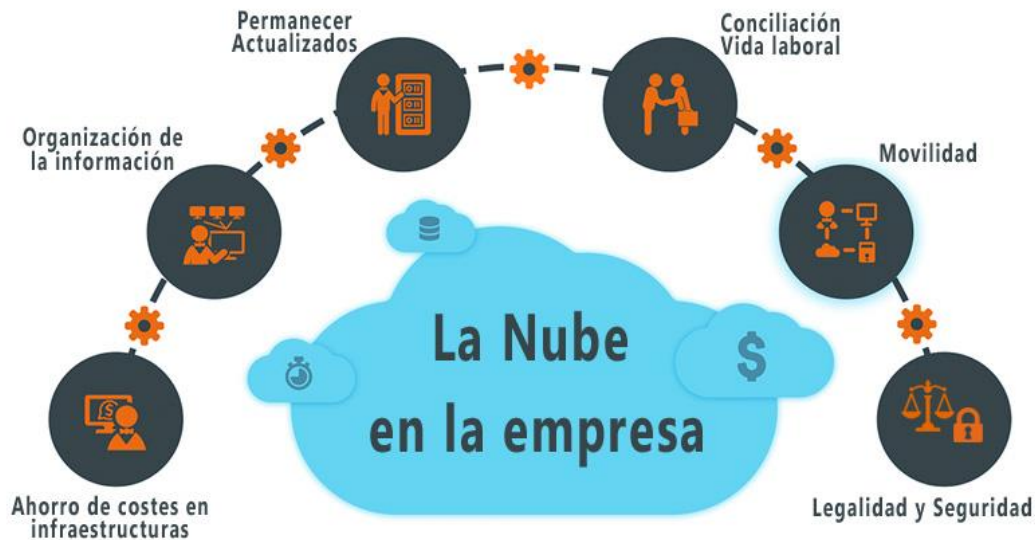 Permanecer
Actualizados
Conciliación
Vida laboral
Organización de
la información
Movilidad
La Nube
en la empresa
$
Ahorro de costes en
infraestructuras
Legalidad y Seguridad